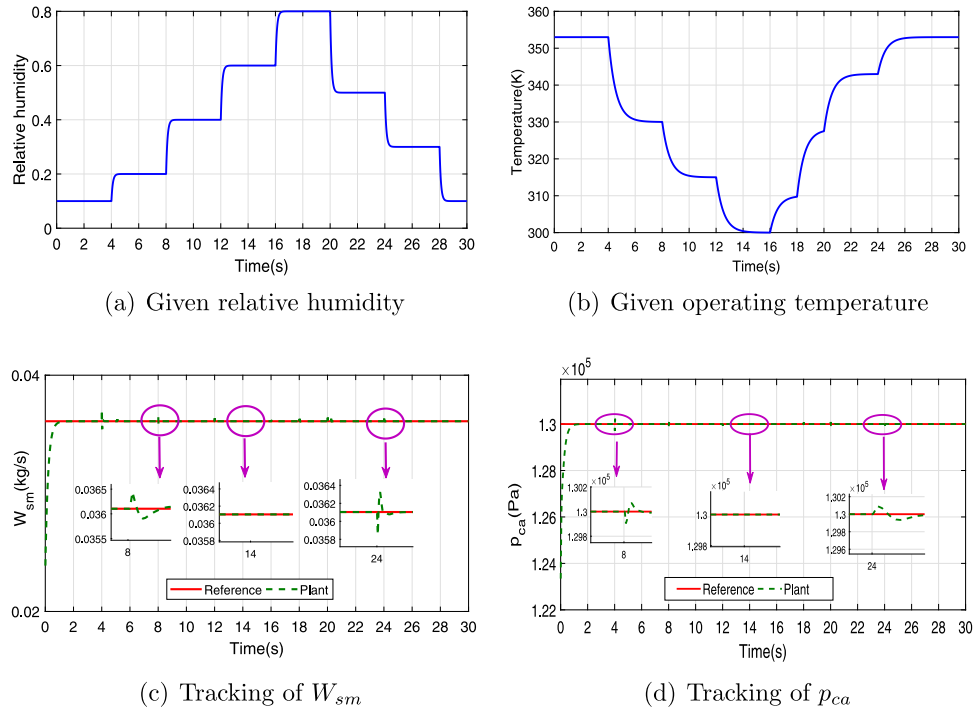 0.8
0.6
0.4
0.2
0
Relative humidity
0 2 4 6 8 10 12 14 16 18 20 22 24 26 28 30
Time(s)
(a) Given relative humidity
360
350
340
330
320
310
300
Temperature(K)
0 2 4 6 8 10 12 14 16 18 20 22 24 26 28 30
Time(s)
(b) Given operating temperature
0.04
0.02
W_sm(kg/s)
0.0365
0.036
0.0355
8
0.0364
0.0362
0.036
0.0358
14
0.0364
0.0362
0.036
0.0358
24
Reference Plant
0 2 4 6 8 10 12 14 16 18 20 22 24 26 28 30
Time(s)
(c) Tracking of W_sm
×10⁵
1.3
1.28
1.26
1.24
1.22
p_ca(Pa)
×10⁵
1.302
1.3
1.298
8
×10⁵
1.3
1.298
14
×10⁵
1.302
1.3
1.298
1.296
24
Reference Plant
0 2 4 6 8 10 12 14 16 18 20 22 24 26 28 30
Time(s)
(d) Tracking of p_ca